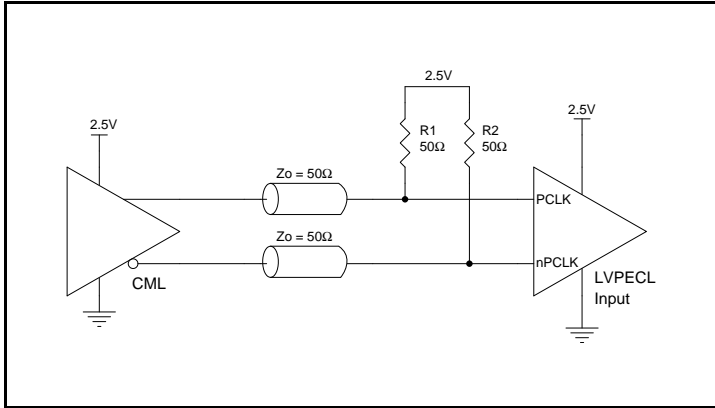 2.5V
2.5V
2.5V
R1
50Ω
R2
50Ω
Zo = 50Ω
PCLK
Zo = 50Ω
nPCLK
CML
LVPECL
Input